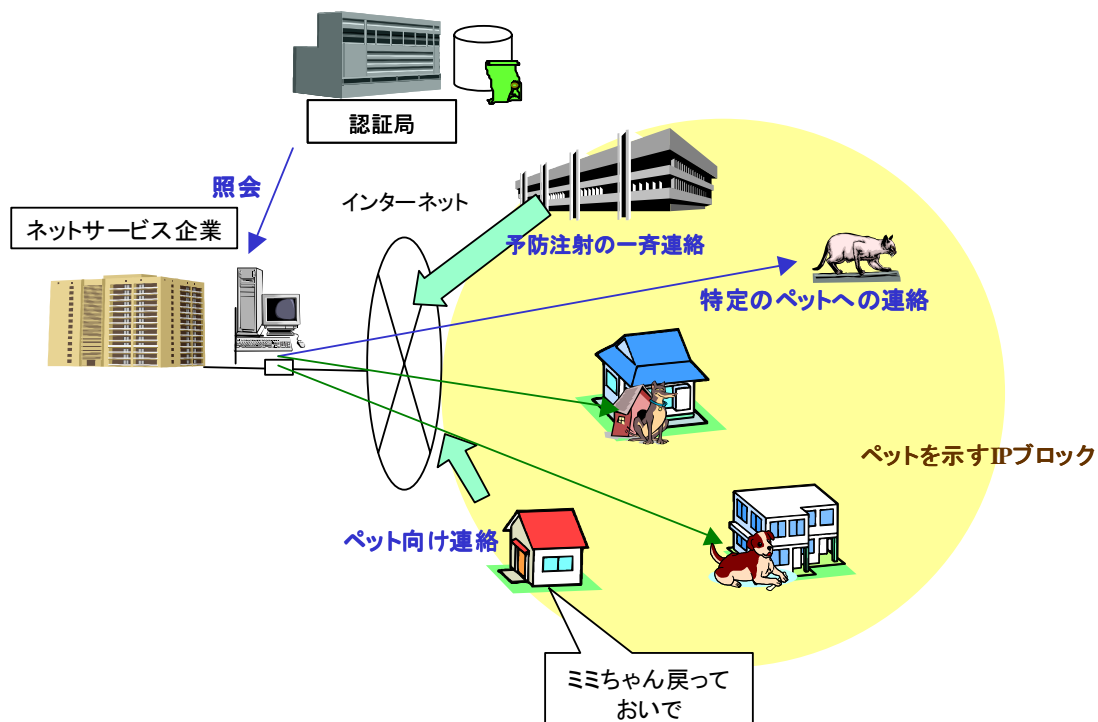 認証局
照会
インターネット
ネットサービス企業
予防注射の一斉連絡
特定のペットへの連絡
ペットを示すIPブロック
ペット向け連絡
ミミちゃん戻って
おいで